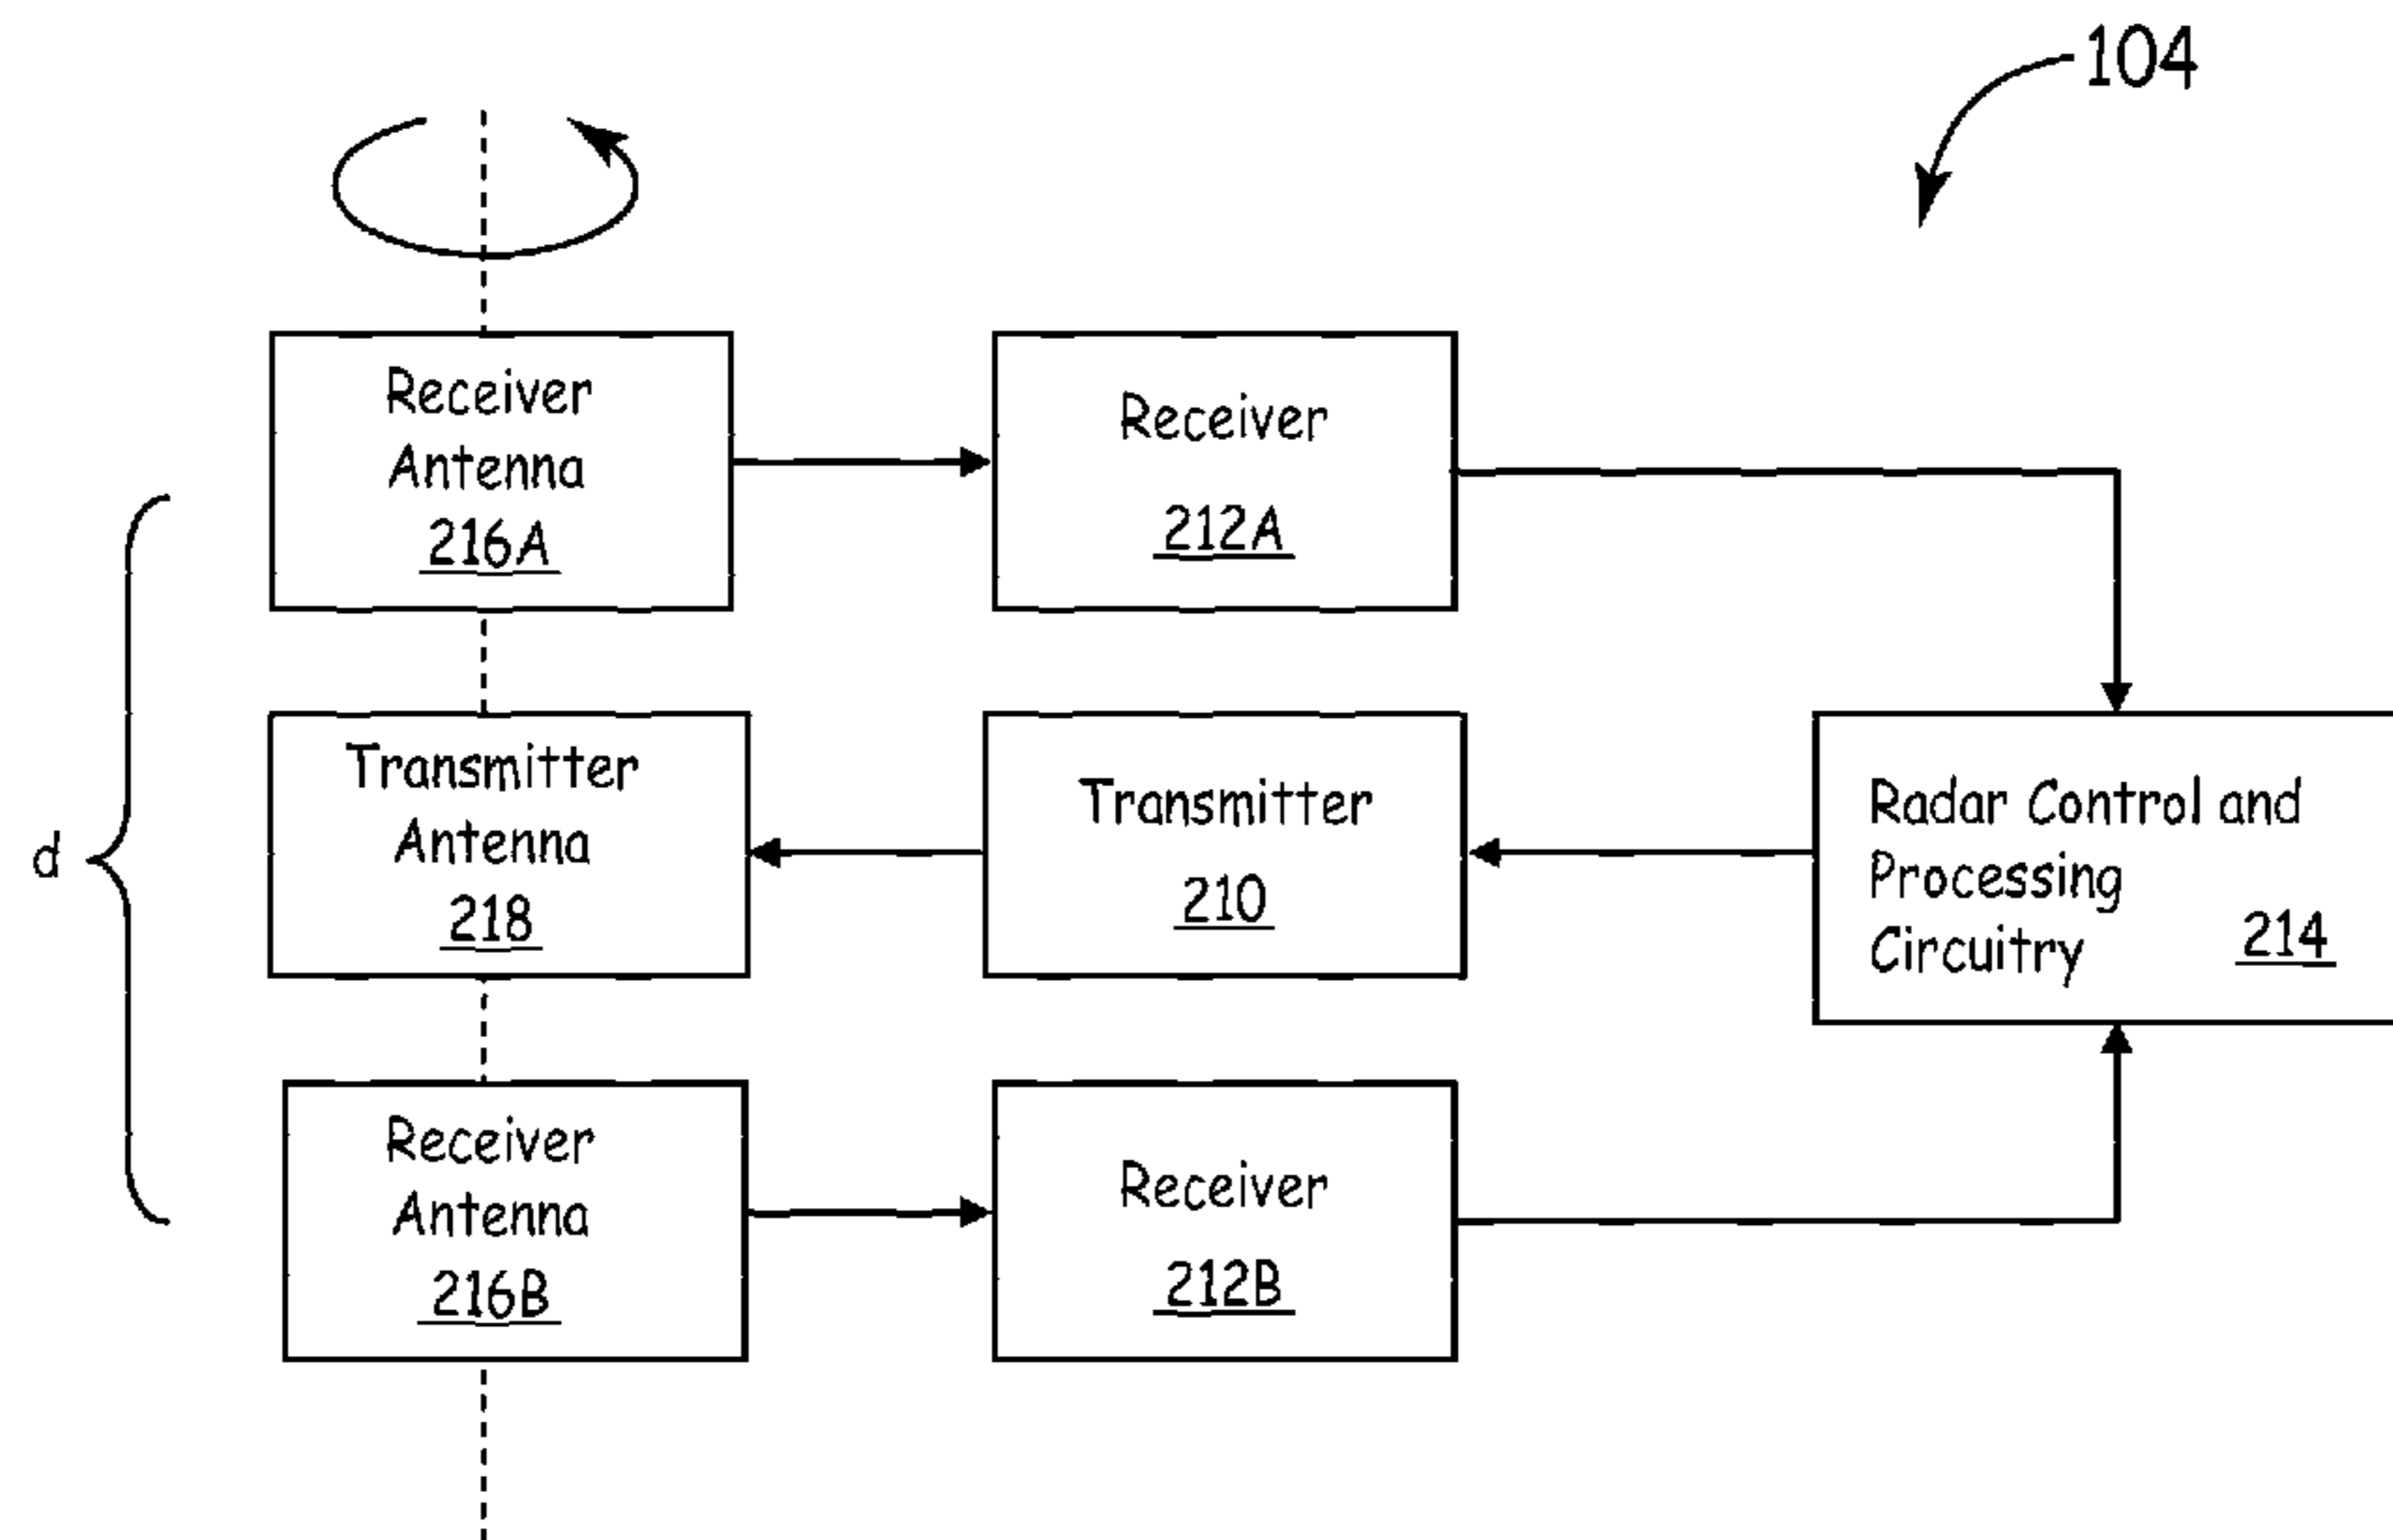 104
Receiver
Antenna
216A
Receiver
212A
d
Transmitter
Antenna
218
Transmitter
210
Radar Control and
Processing
Circuitry
214
Receiver
Antenna
216B
Receiver
212B